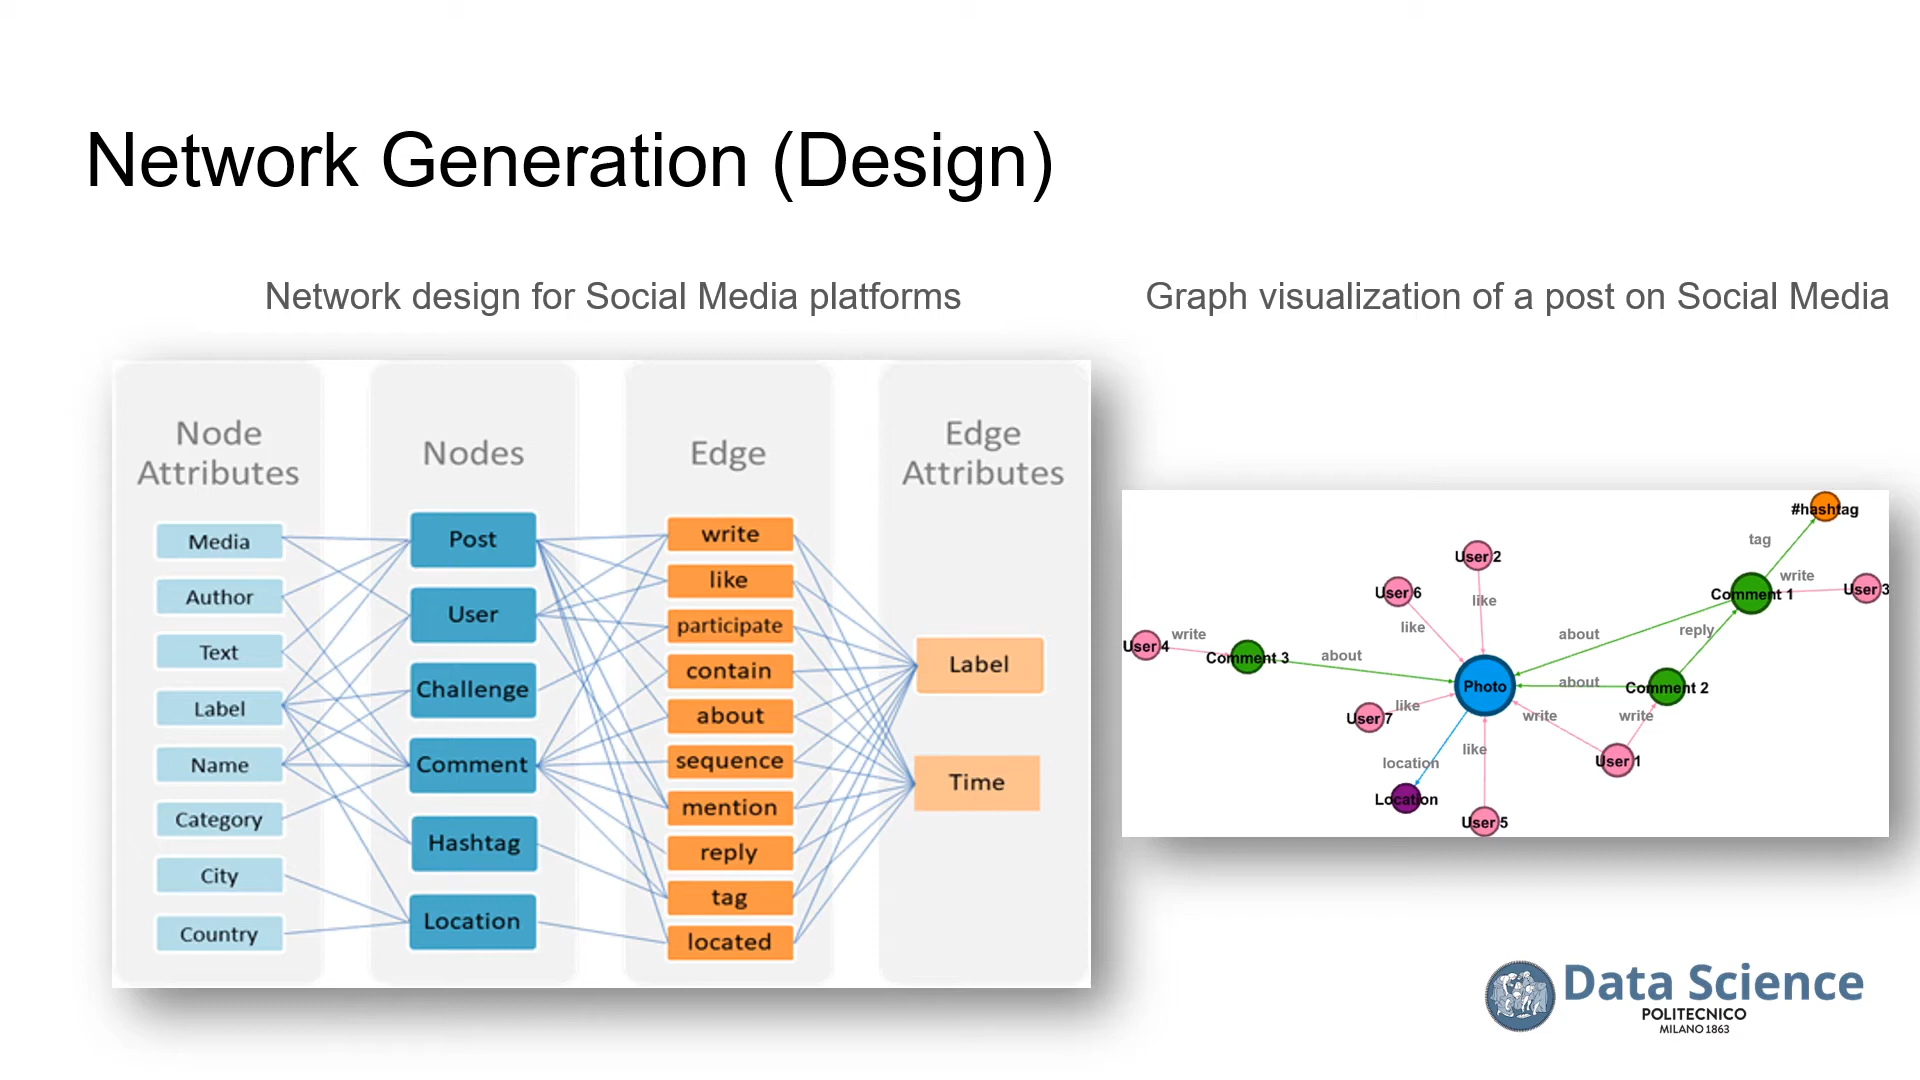 Network Generation (Design)
Network design for Social Media platforms
Graph visualization of a post on Social Media
Node
Attributes
Media
Author
Text
Label
Name
Category
City
Country
Nodes
Post
User
Challenge
Comment
Hashtag
Location
Edge
write
like
participate
contain
about
sequence
mention
reply
tag
located
Edge
Attributes
Label
Time
#hashtag
tag
User 2
write
User 6
Comment 1
User 3
like
like
reply
write
about
User 4
Comment 3
about
Photo
about
Comment 2
like
User 7
write
write
like
location
User 1
Location
User 5
Data Science
POLITECNICO
MILANO 1863